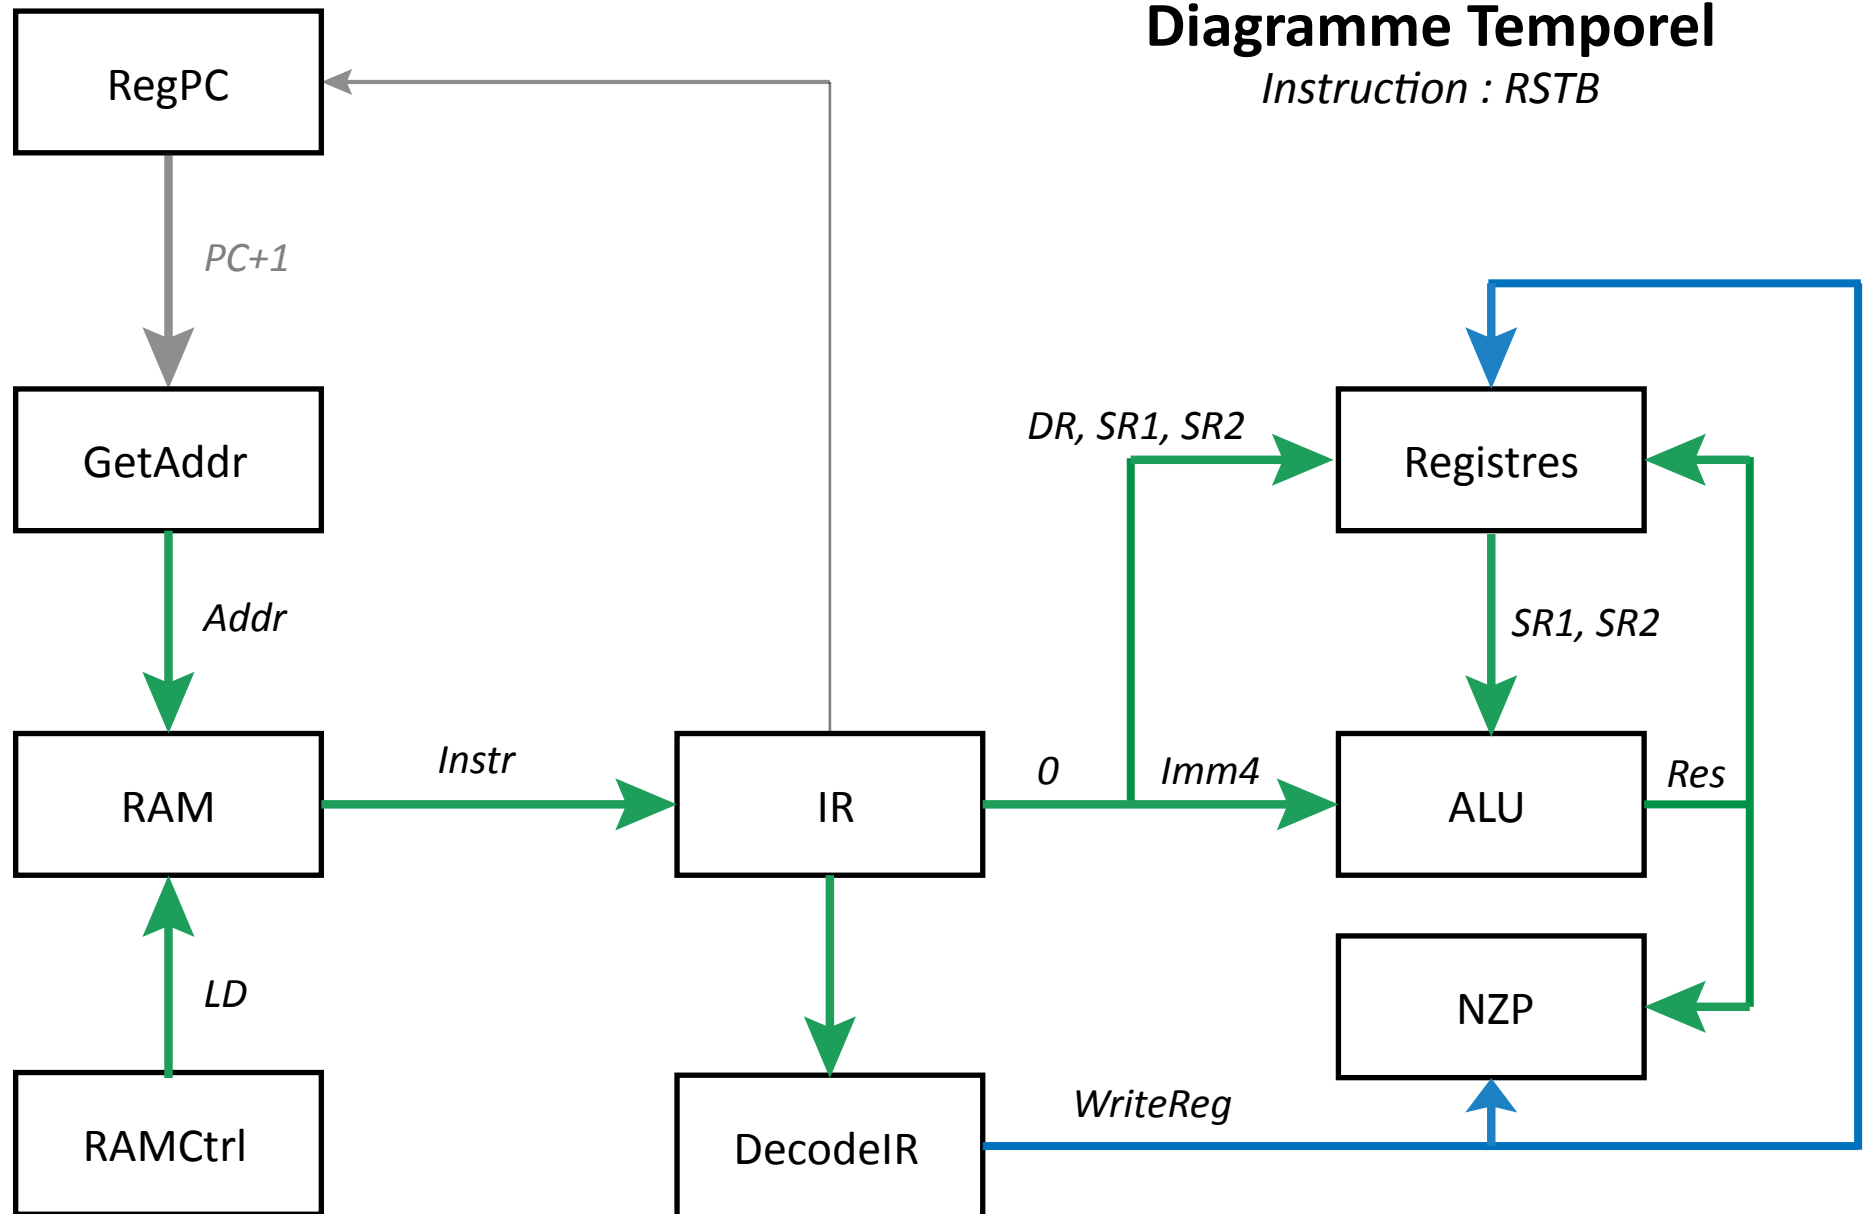 Diagramme Temporel
Instruction : RSTB
RegPC
PC+1
GetAddr
DR, SR1, SR2
Registres
Addr
SR1, SR2
RAM
Instr
IR
0
Imm4
ALU
Res
LD
NZP
RAMCtrl
DecodeIR
WriteReg